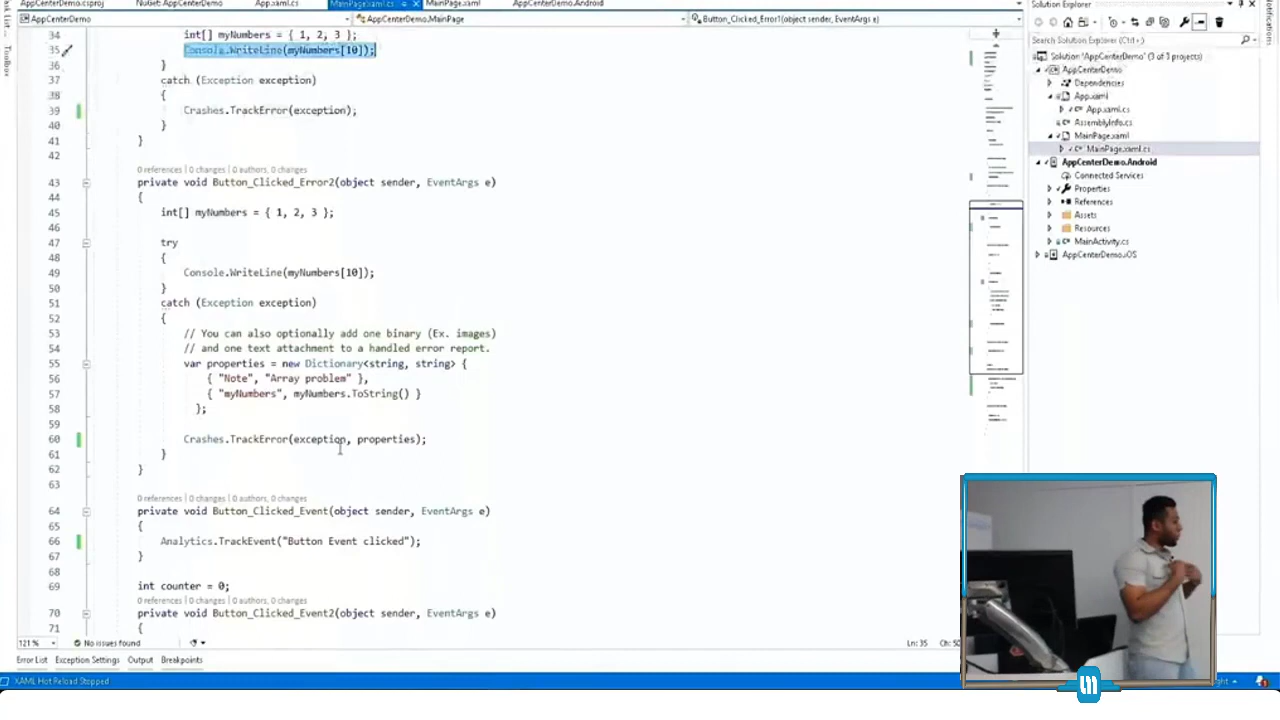 AppCenterDemo.csproj NuGet: AppCenterDemo App.xaml.cs MainPage.xaml.cs MainPage.xaml AppCenterDemo.Android
AppCenterDemo AppCenterDemo.MainPage Button_Clicked_Error1(object sender, EventArgs e)
34 int[] myNumbers = { 1, 2, 3 };
35 Console.WriteLine(myNumbers[10]);
36 }
37 catch (Exception exception)
38 {
39 Crashes.TrackError(exception);
40 }
41 }
42
0 references | 0 changes | 0 authors, 0 changes
43 private void Button_Clicked_Error2(object sender, EventArgs e)
44 {
45 int[] myNumbers = { 1, 2, 3 };
46
47 try
48 {
49 Console.WriteLine(myNumbers[10]);
50 }
51 catch (Exception exception)
52 {
53 // You can also optionally add one binary (Ex. images)
54 // and one text attachment to a handled error report.
55 var properties = new Dictionary<string, string> {
56 { "Note", "Array problem" },
57 { "myNumbers", myNumbers.ToString() }
58 };
59
60 Crashes.TrackError(exception, properties);
61 }
62 }
63
0 references | 0 changes | 0 authors, 0 changes
64 private void Button_Clicked_Event(object sender, EventArgs e)
65 {
66 Analytics.TrackEvent("Button Event clicked");
67 }
68
69 int counter = 0;
0 references | 0 changes | 0 authors, 0 changes
70 private void Button_Clicked_Event2(object sender, EventArgs e)
71 {
121 % No issues found Ln: 35
Error List Exception Settings Output Breakpoints
XAML Hot Reload Stopped
Toolbox
Solution Explorer
Search Solution Explorer (Ctrl+;)
Solution 'AppCenterDemo' (3 of 3 projects)
AppCenterDemo
Dependencies
App.xaml
App.xaml.cs
AssemblyInfo.cs
MainPage.xaml
MainPage.xaml.cs
AppCenterDemo.Android
Connected Services
Properties
References
Assets
Resources
MainActivity.cs
AppCenterDemo.iOS
Notifications